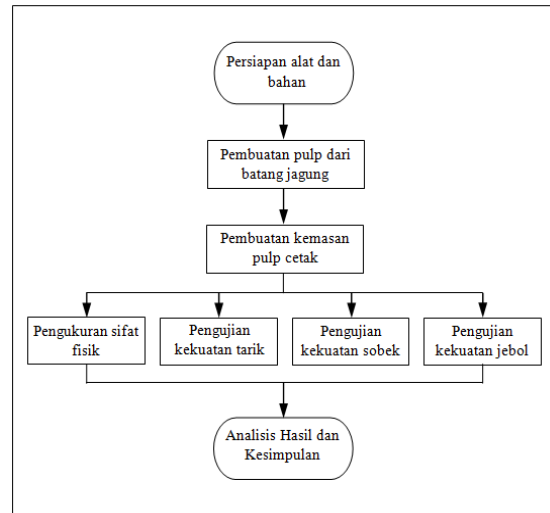 Persiapan alat dan
bahan
Pembuatan pulp dari
batang jagung
Pembuatan kemasan
pulp cetak
Pengukuran sifat
fisik
Pengujian
kekuatan tarik
Pengujian
kekuatan sobek
Pengujian
kekuatan jebol
Analisis Hasil dan
Kesimpulan